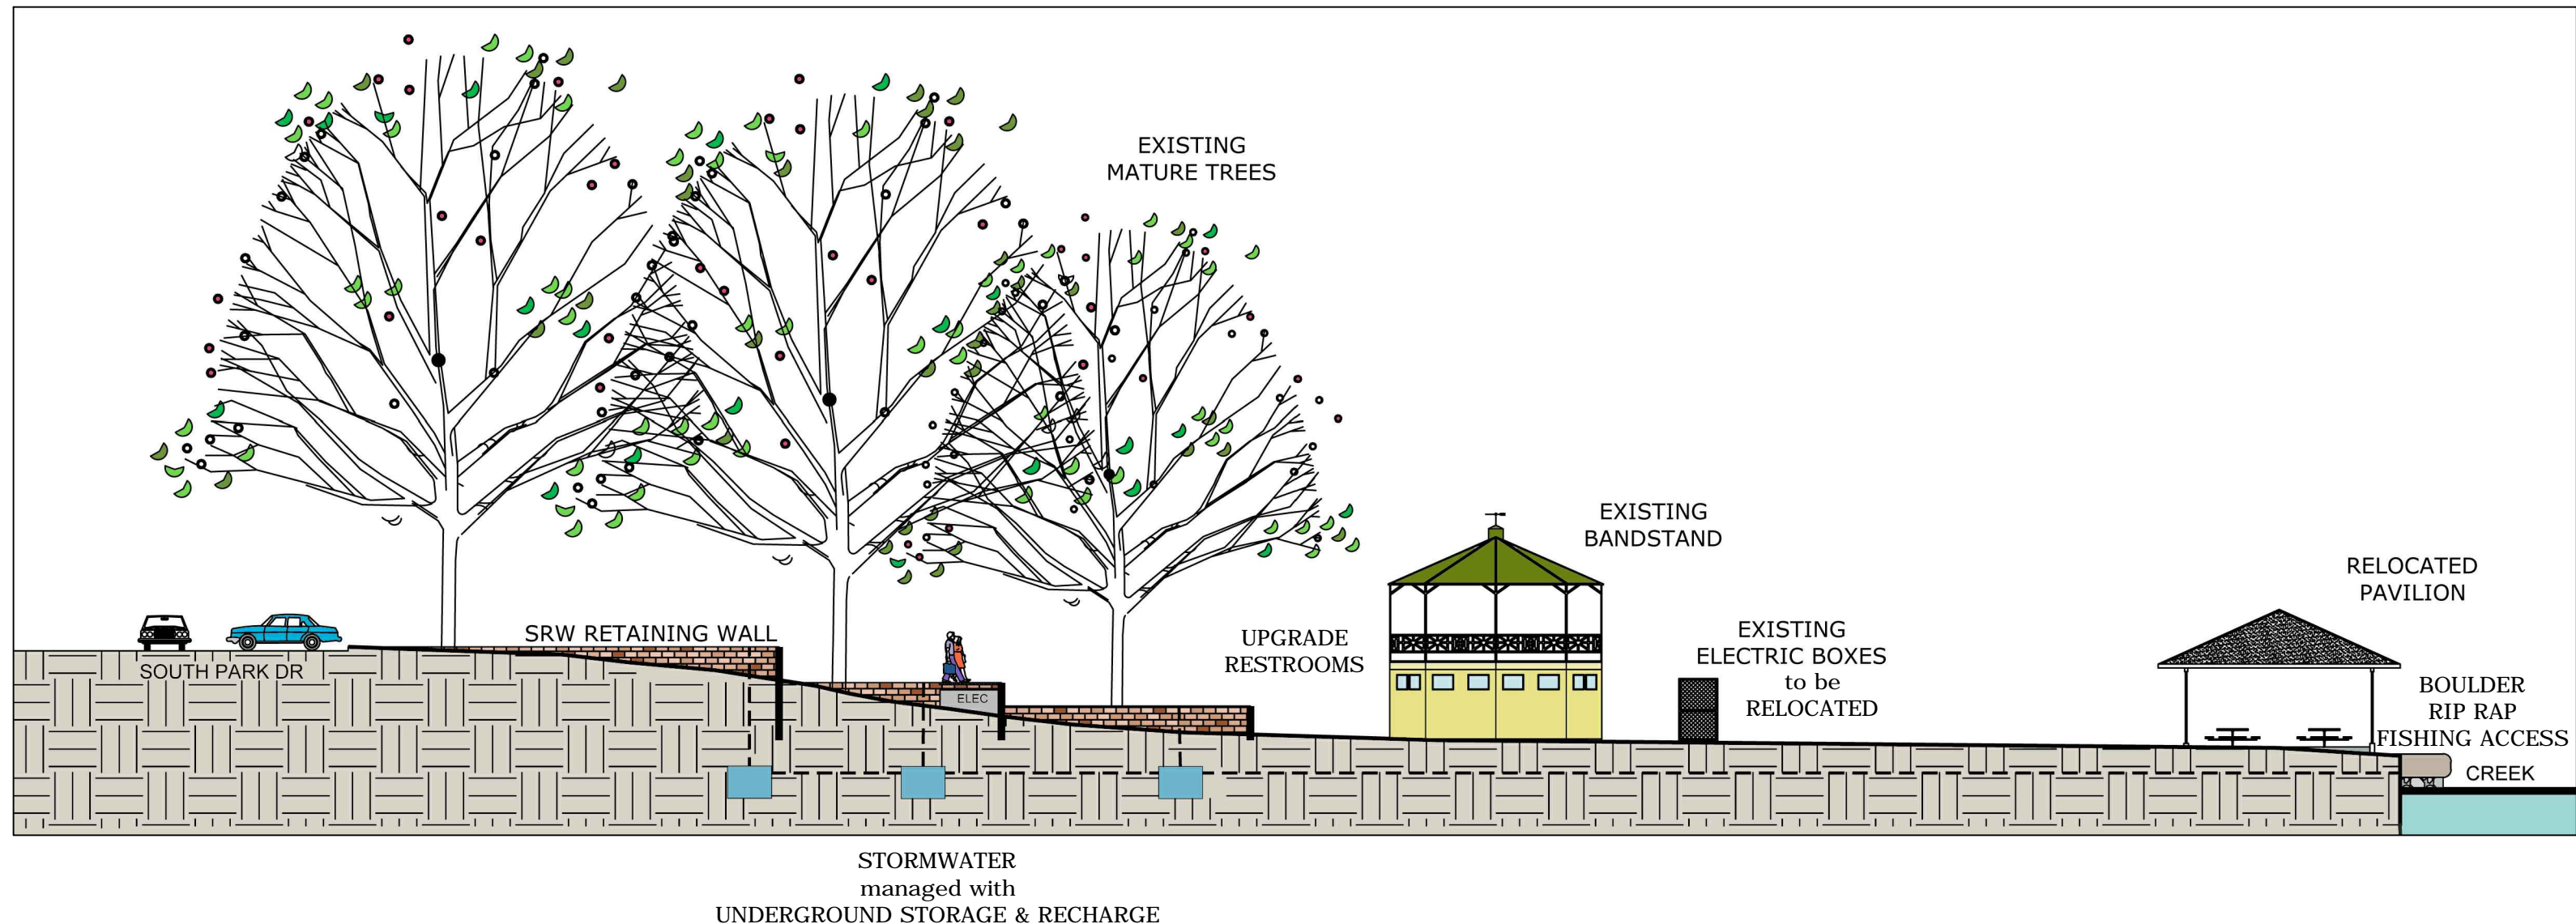 EXISTING
MATURE TREES
EXISTING
BANDSTAND
RELOCATED
PAVILION
SRW RETAINING WALL
UPGRADE
RESTROOMS
EXISTING
ELECTRIC BOXES
to be
RELOCATED
SOUTH PARK DR
ELEC
BOULDER
RIP RAP
FISHING ACCESS
CREEK
STORMWATER
managed with
UNDERGROUND STORAGE & RECHARGE